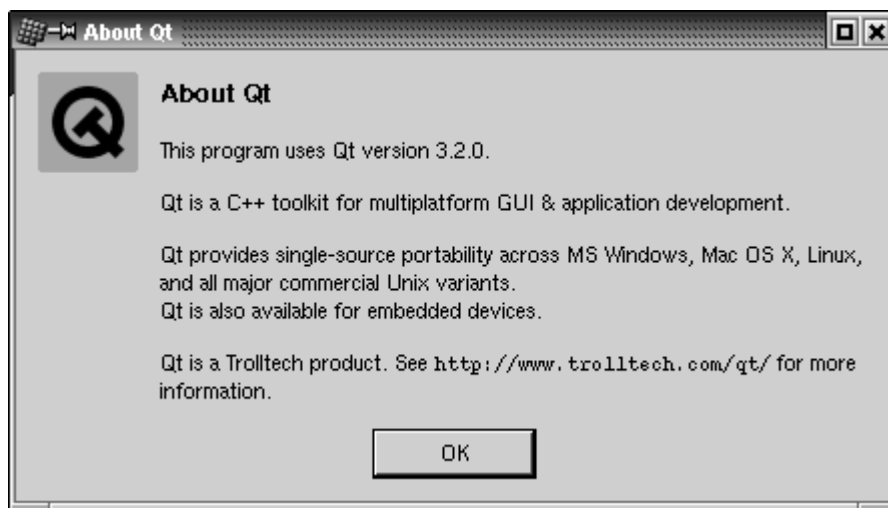 About Qt
About Qt
This program uses Qt version 3.2.0.
Qt is a C++ toolkit for multiplatform GUI & application development.
Qt provides single-source portability across MS Windows, Mac OS X, Linux,
and all major commercial Unix variants.
Qt is also available for embedded devices.
Qt is a Trolltech product. See http://www.trolltech.com/qt/ for more
information.
OK